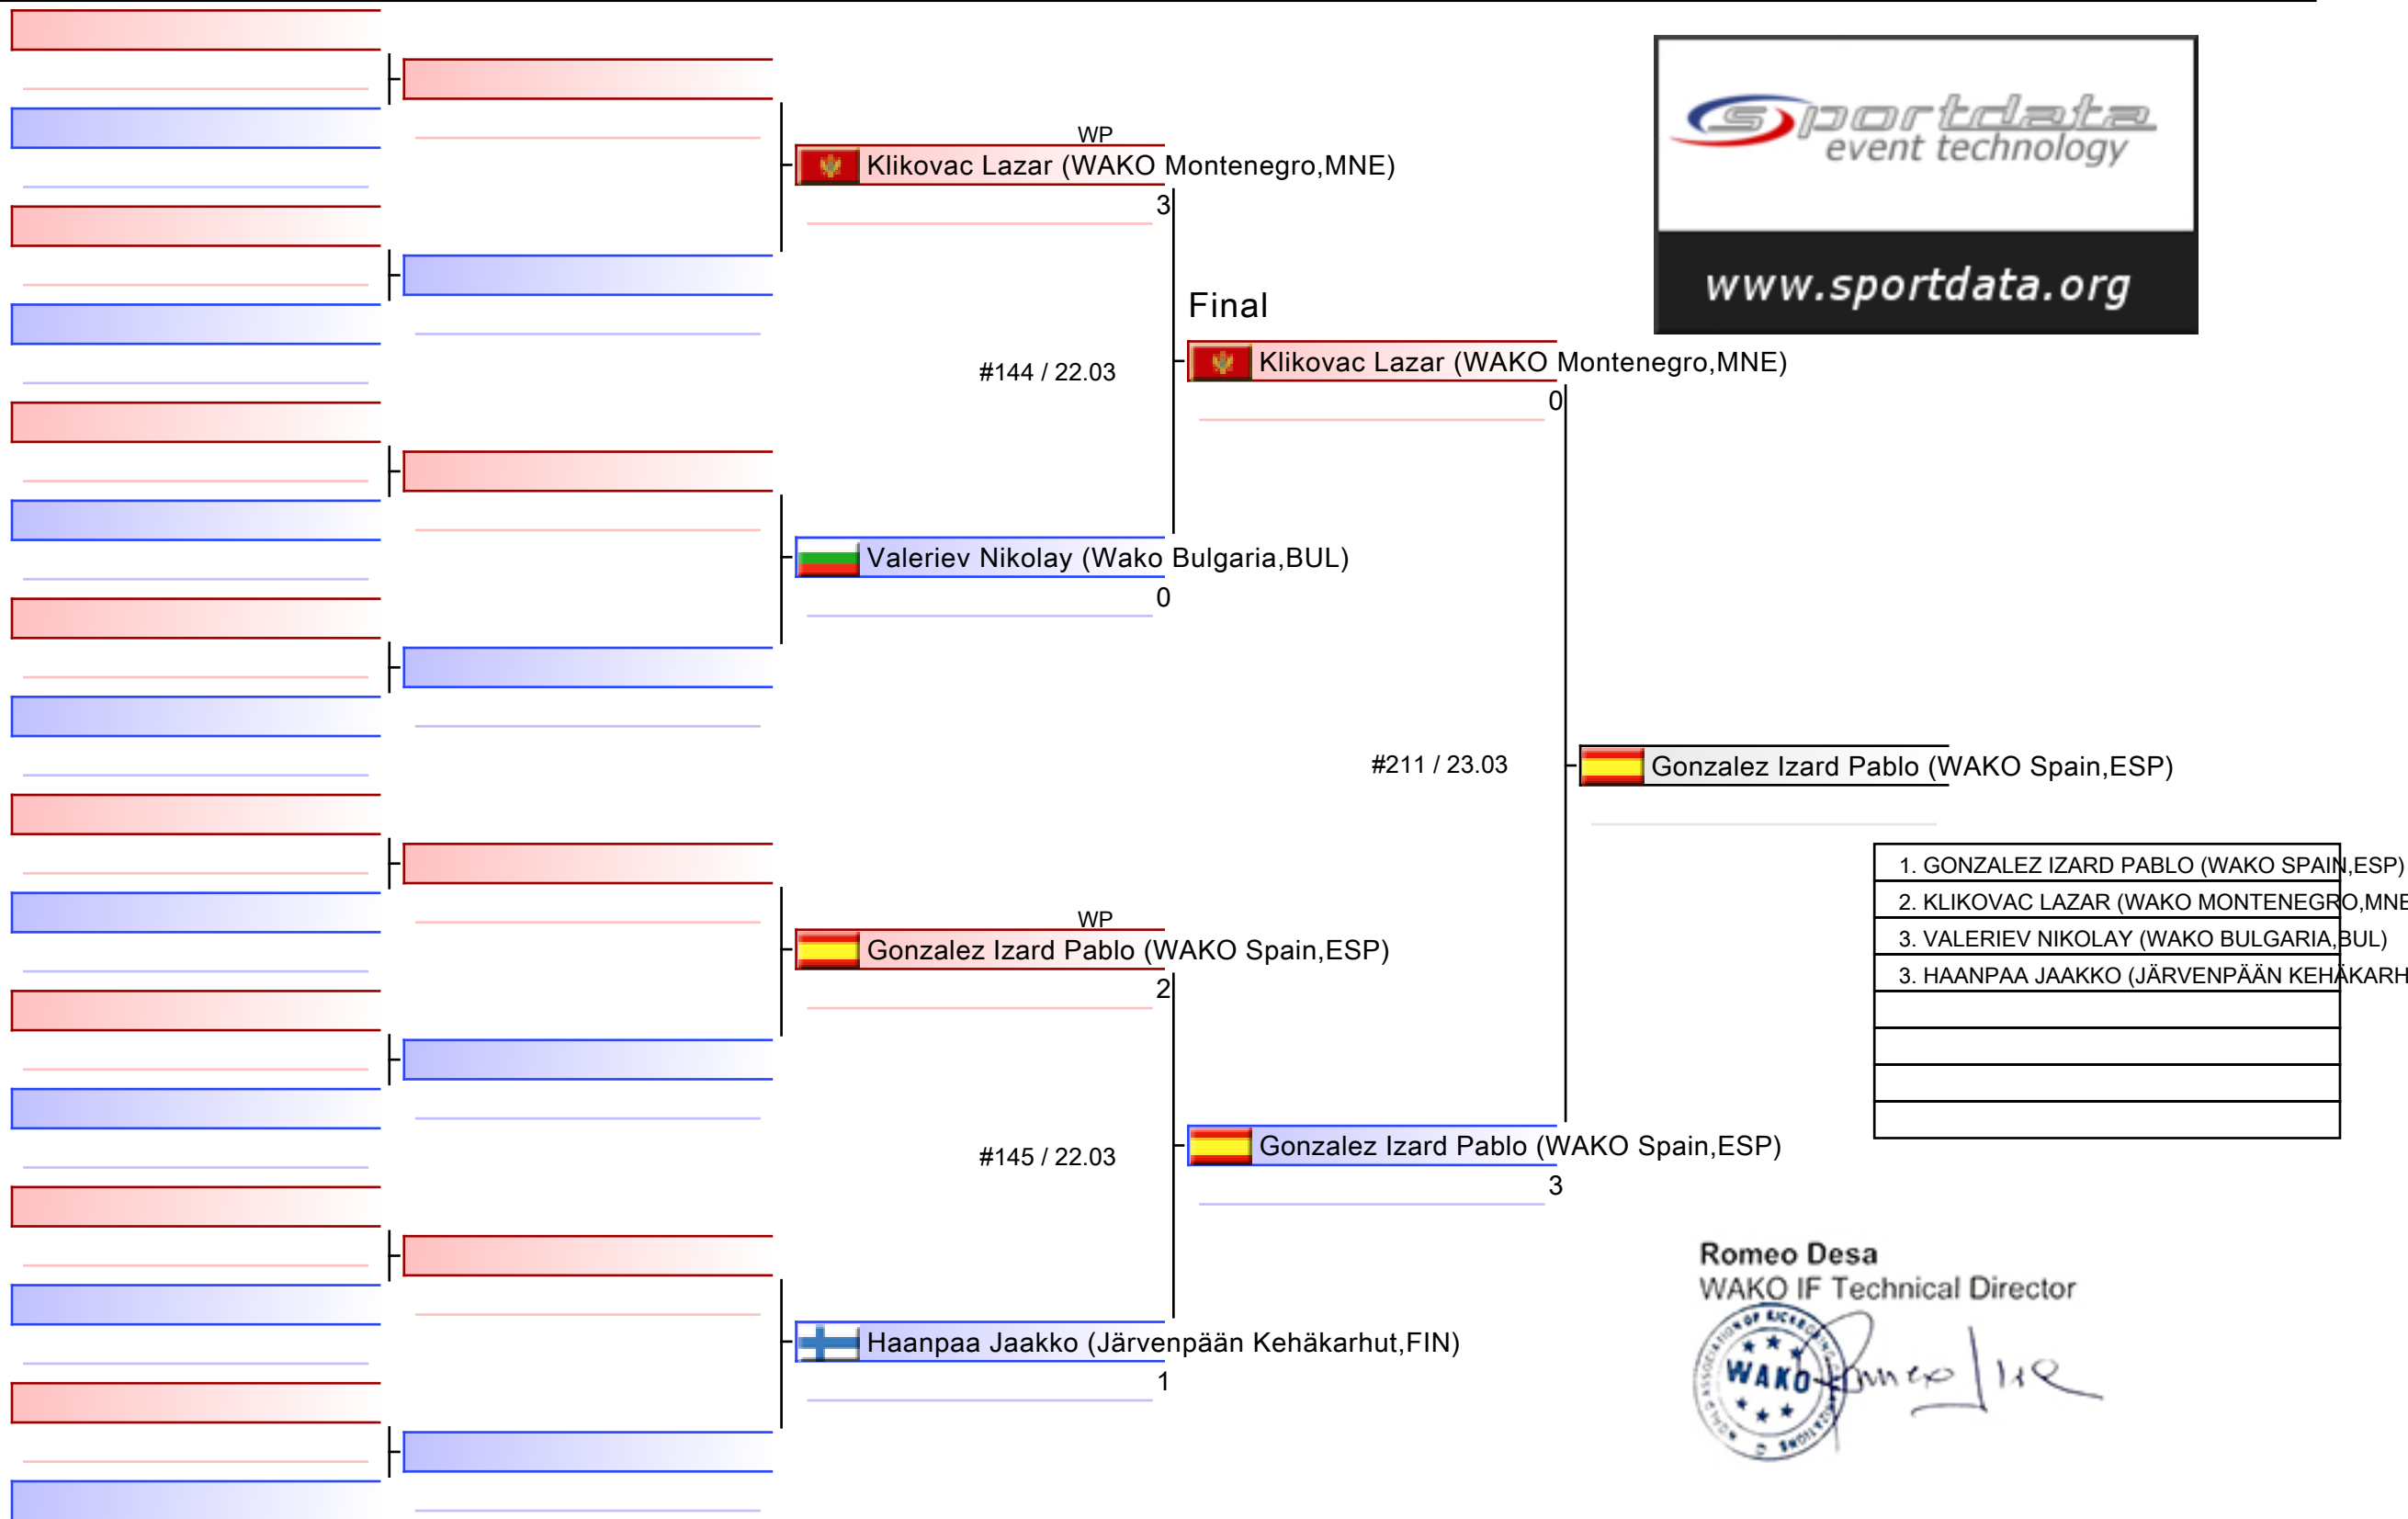 sportdata
event technology
www.sportdata.org
WP
Klikovac Lazar (WAKO Montenegro,MNE)
3
#144 / 22.03
Valeriev Nikolay (Wako Bulgaria,BUL)
0
Final
Klikovac Lazar (WAKO Montenegro,MNE)
0
#211 / 23.03
Gonzalez Izard Pablo (WAKO Spain,ESP)
WP
Gonzalez Izard Pablo (WAKO Spain,ESP)
2
#145 / 22.03
Haanpaa Jaakko (Järvenpään Kehäkarhut,FIN)
1
Gonzalez Izard Pablo (WAKO Spain,ESP)
3
1. GONZALEZ IZARD PABLO (WAKO SPAIN,ESP)
2. KLIKOVAC LAZAR (WAKO MONTENEGRO,MNE
3. VALERIEV NIKOLAY (WAKO BULGARIA,BUL)
3. HAANPAA JAAKKO (JÄRVENPÄÄN KEHÄKARH
Romeo Desa
WAKO IF Technical Director
WAKO